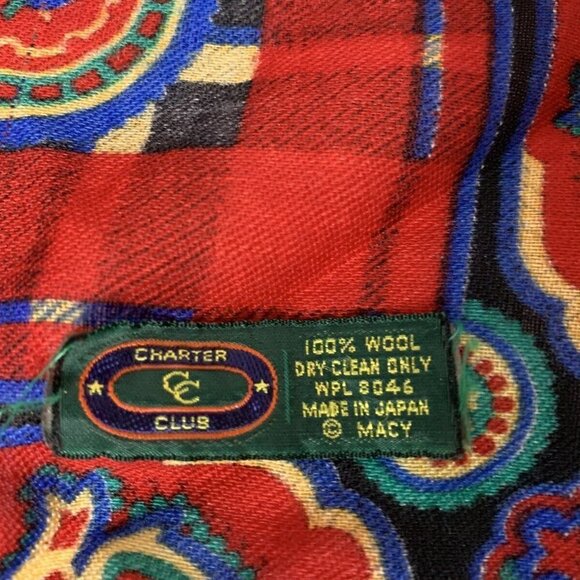 CHARTER
CC
CLUB
100% WOOL
DRY CLEAN ONLY
WPL 8046
MADE IN JAPAN
© MACY